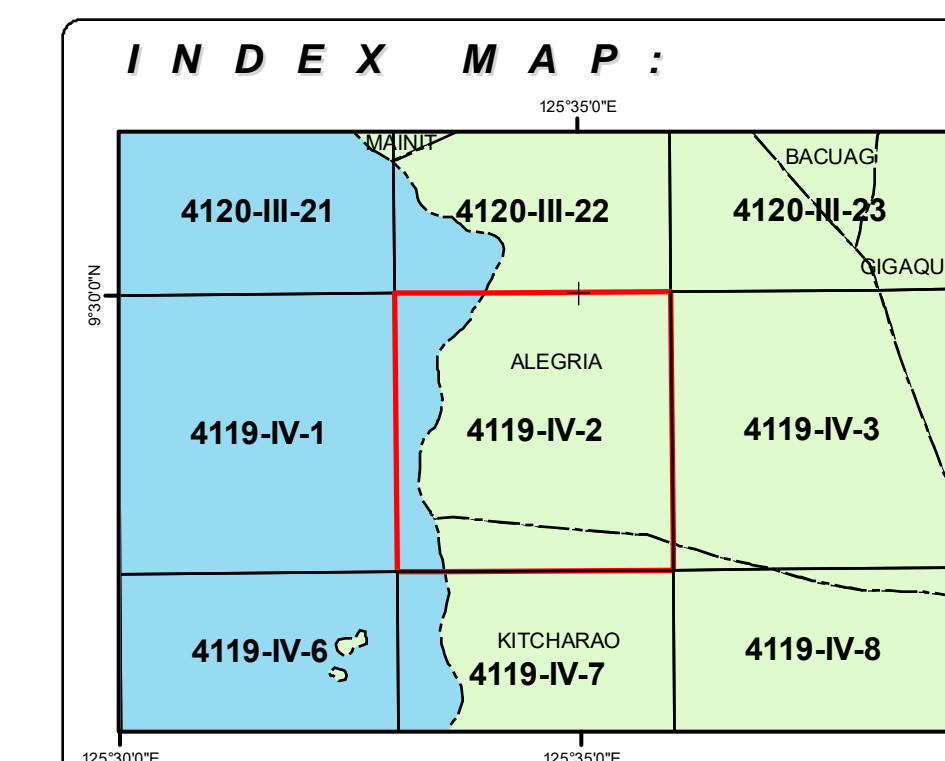 INDEX MAP:
125°35'0"E
MAINIT
BACUAG
4120-III-21
4120-III-22
4120-III-23
GIGAQU
9°30'0"N
ALEGRIA
4119-IV-1
4119-IV-2
4119-IV-3
KITCHARAO
4119-IV-6
4119-IV-7
4119-IV-8
125°30'0"E
125°35'0"E